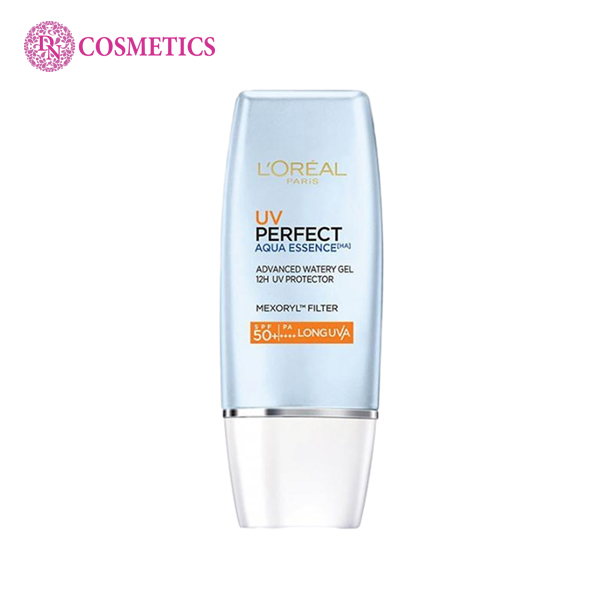 PN COSMETICS
L'ORÉAL
PARIS
UV
PERFECT
AQUA ESSENCE[HA]
ADVANCED WATERY GEL
12H UV PROTECTOR
MEXORYL™ FILTER
SPF 50+ PA ++++ LONG UVA